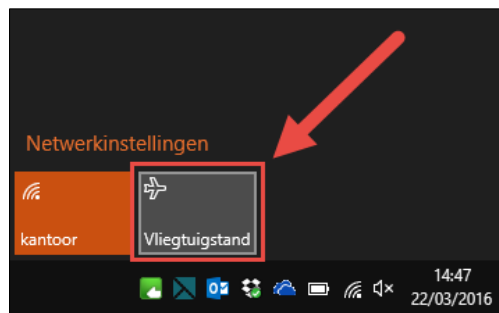 Netwerkinstellingen
kantoor
Vliegtuigstand
14:47
22/03/2016